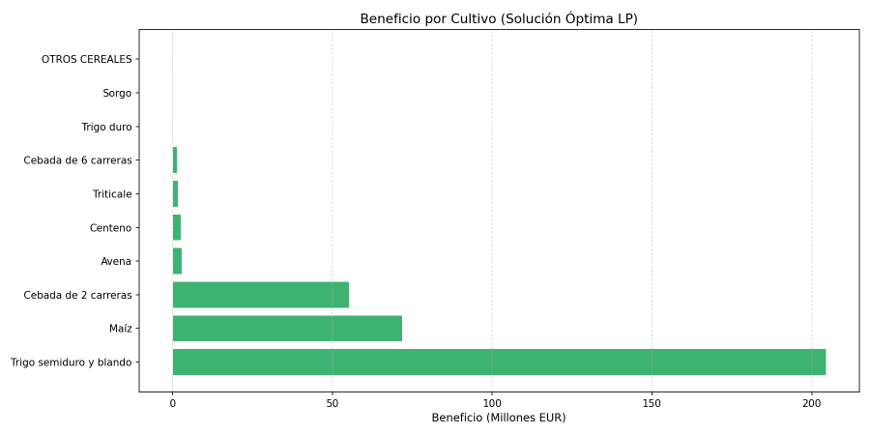 Beneficio por Cultivo (Solución Óptima LP)
OTROS CEREALES
Sorgo
Trigo duro
Cebada de 6 carreras
Triticale
Centeno
Avena
Cebada de 2 carreras
Maíz
Trigo semiduro y blando
0 50 100 150 200
Beneficio (Millones EUR)